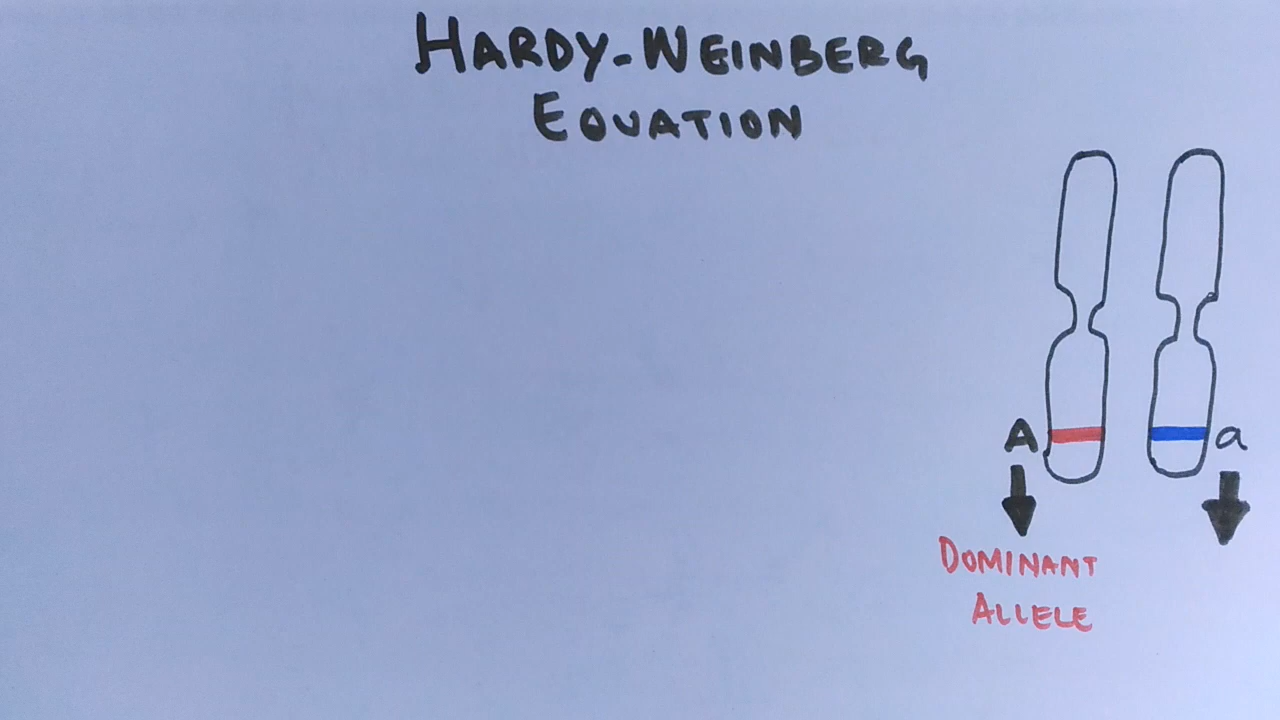 HARDY-WEINBERG
EQUATION
A a
DOMINANT
ALLELE